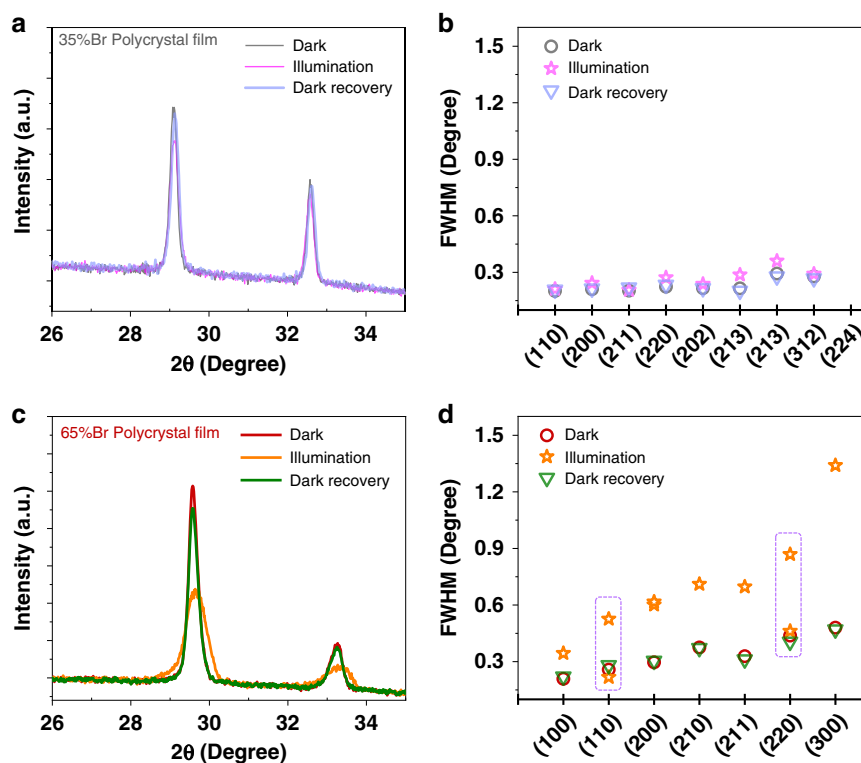 a
35%Br Polycrystal film
Dark
Illumination
Dark recovery
Intensity (a.u.)
26 28 30 32 34
2θ (Degree)
b
1.5
1.2
0.9
0.6
0.3
FWHM (Degree)
Dark
Illumination
Dark recovery
(110) (200) (211) (220) (202) (213) (213) (312) (224)
c
65%Br Polycrystal film
Dark
Illumination
Dark recovery
Intensity (a.u.)
26 28 30 32 34
2θ (Degree)
d
1.5
1.2
0.9
0.6
0.3
FWHM (Degree)
Dark
Illumination
Dark recovery
(100) (110) (200) (210) (211) (220) (300)